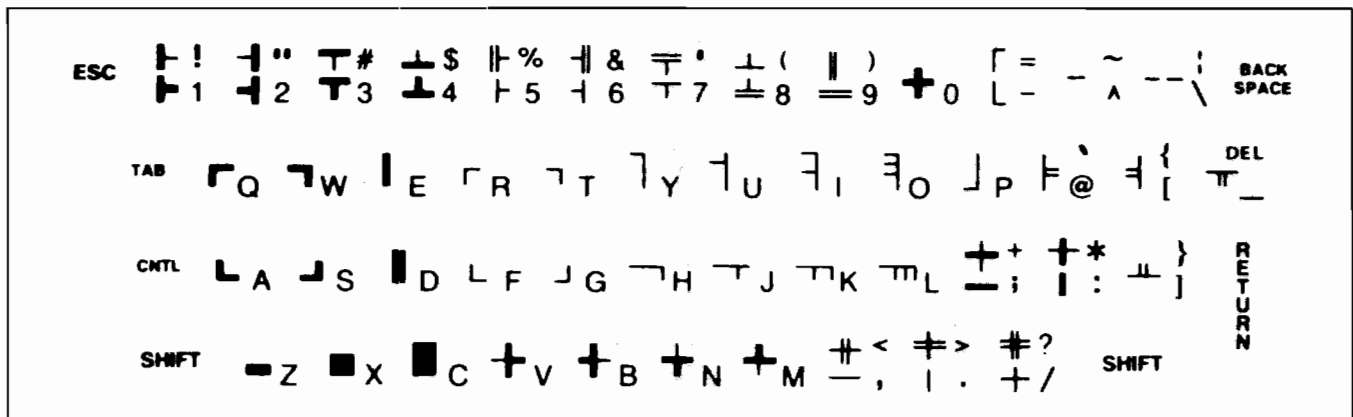 ESC ! " # $ % & ' ( ) = ~ ¦ BACK
1 2 3 4 5 6 7 8 9 0 - ^ \ SPACE
TAB Q W E R T Y U I O P ` { DEL
@ [ _
CNTL A S D F G H J K L + * } RETURN
; : ]
SHIFT Z X C V B N M < > ? SHIFT
, . /